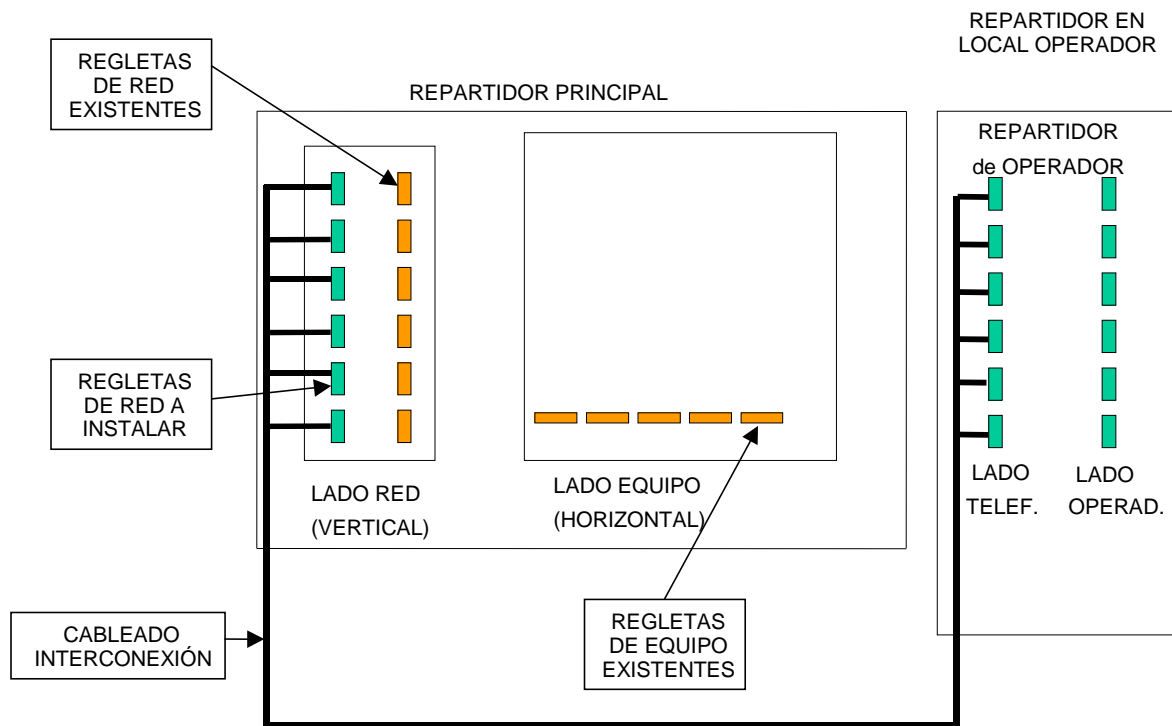 REPARTIDOR EN
LOCAL OPERADOR
REGLETAS
DE RED
EXISTENTES
REPARTIDOR PRINCIPAL
REPARTIDOR
de OPERADOR
REGLETAS
DE RED A
INSTALAR
LADO RED
(VERTICAL)
LADO EQUIPO
(HORIZONTAL)
LADO
TELEF.
LADO
OPERAD.
CABLEADO
INTERCONEXIÓN
REGLETAS
DE EQUIPO
EXISTENTES